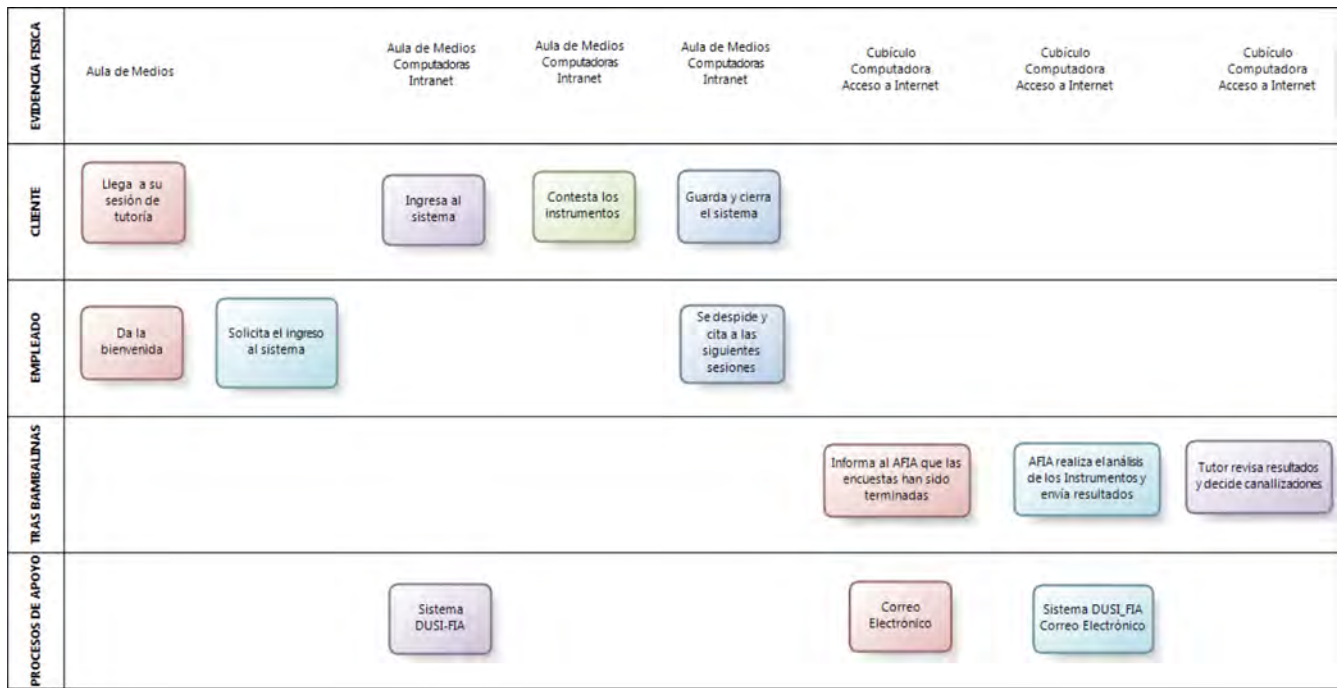 EVIDENCIA FISICA
Aula de Medios
Aula de Medios
Computadoras
Intranet
Aula de Medios
Computadoras
Intranet
Aula de Medios
Computadoras
Intranet
Cubículo
Computadora
Acceso a Internet
Cubículo
Computadora
Acceso a Internet
Cubículo
Computadora
Acceso a Internet
CLIENTE
Llega a su
sesión de
tutoría
Ingresa al
sistema
Contesta los
instrumentos
Guarda y cierra
el sistema
EMPLEADO
Da la
bienvenida
Solicita el ingreso
al sistema
Se despide y
cita a las
siguientes
sesiones
TRAS BAMBALINAS
Informa al AFIA que las
encuestas han sido
terminadas
AFIA realiza el análisis
de los Instrumentos y
envía resultados
Tutor revisa resultados
y decide canallizaciones
PROCESOS DE APOYO
Sistema
DUSI-FIA
Correo
Electrónico
Sistema DUSI_FIA
Correo Electrónico